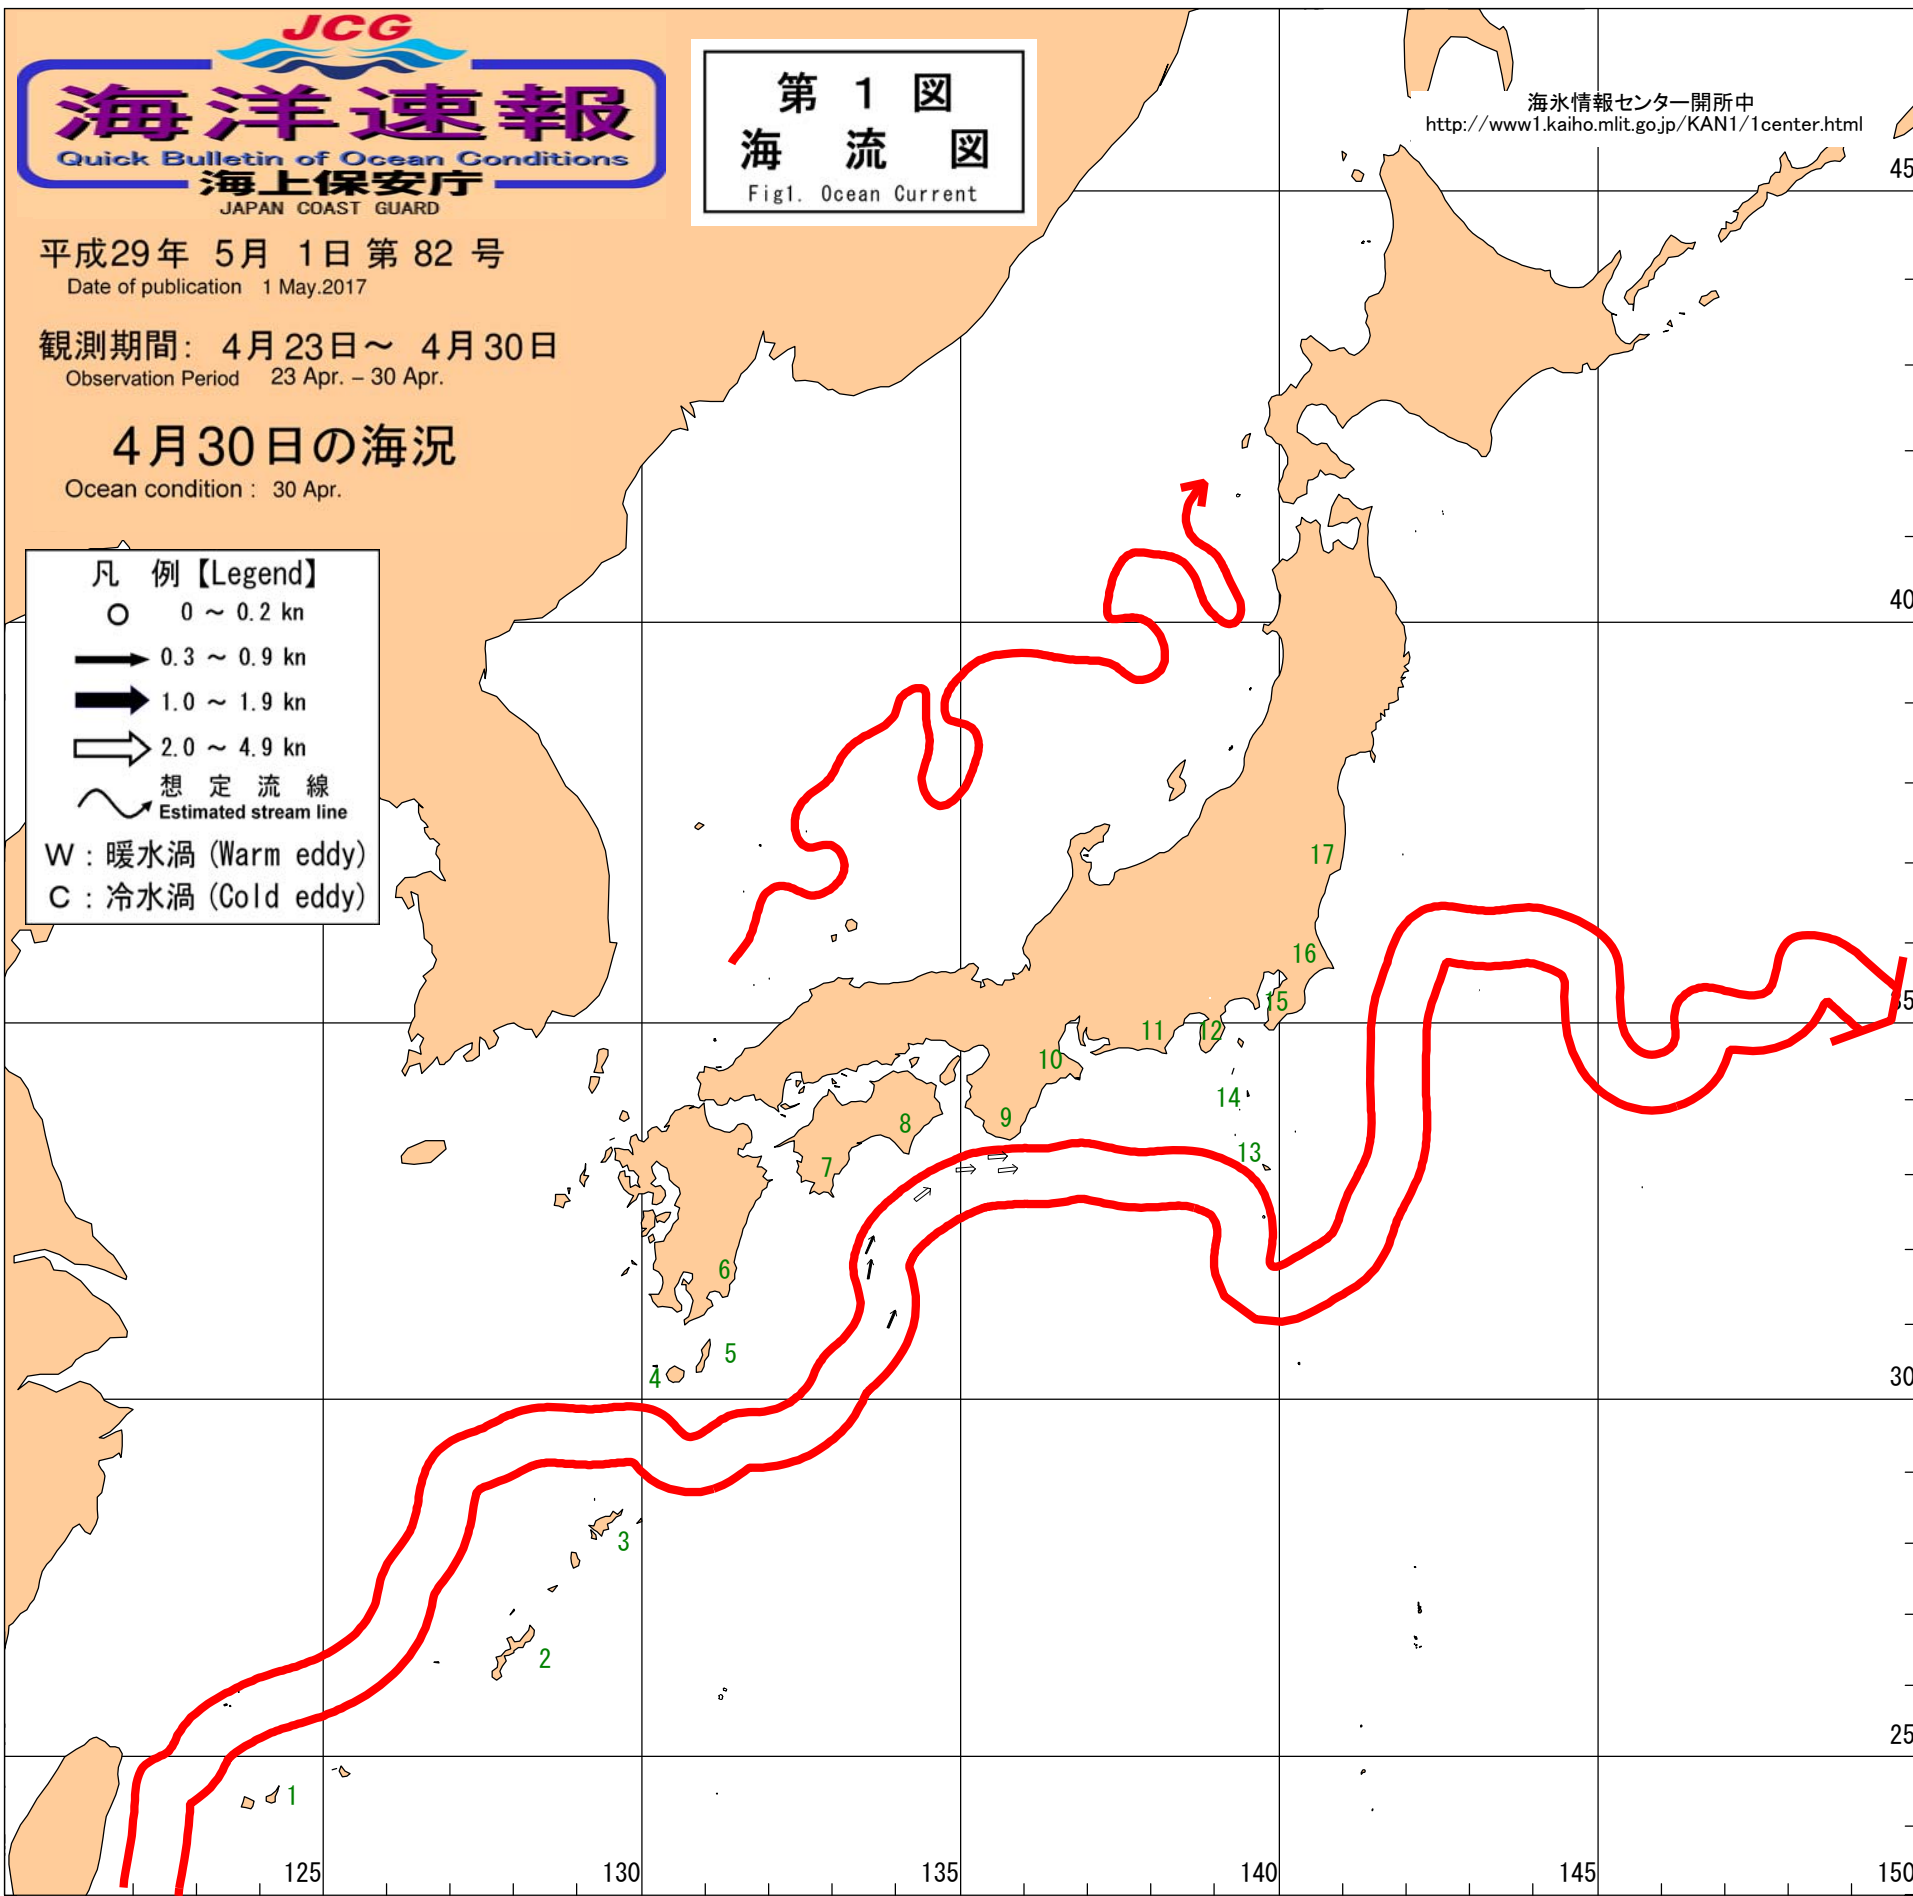 JCG
海洋速報
Quick Bulletin of Ocean Conditions
海上保安庁
JAPAN COAST GUARD
平成29年 5月 1日 第 82 号
Date of publication 1 May.2017
観測期間: 4月23日～ 4月30日
Observation Period 23 Apr. – 30 Apr.
4月30日の海況
Ocean condition : 30 Apr.
第 1 図
海 流 図
Fig1. Ocean Current
海氷情報センター開所中
http://www1.kaiho.mlit.go.jp/KAN1/1center.html
凡 例【Legend】
0 ～ 0.2 kn
0.3 ～ 0.9 kn
1.0 ～ 1.9 kn
2.0 ～ 4.9 kn
想 定 流 線
Estimated stream line
W : 暖水渦 (Warm eddy)
C : 冷水渦 (Cold eddy)
45
40
17
16
35
15
12
11
10
14
9
8
13
7
6
5
4
30
3
2
25
1
125
130
135
140
145
150